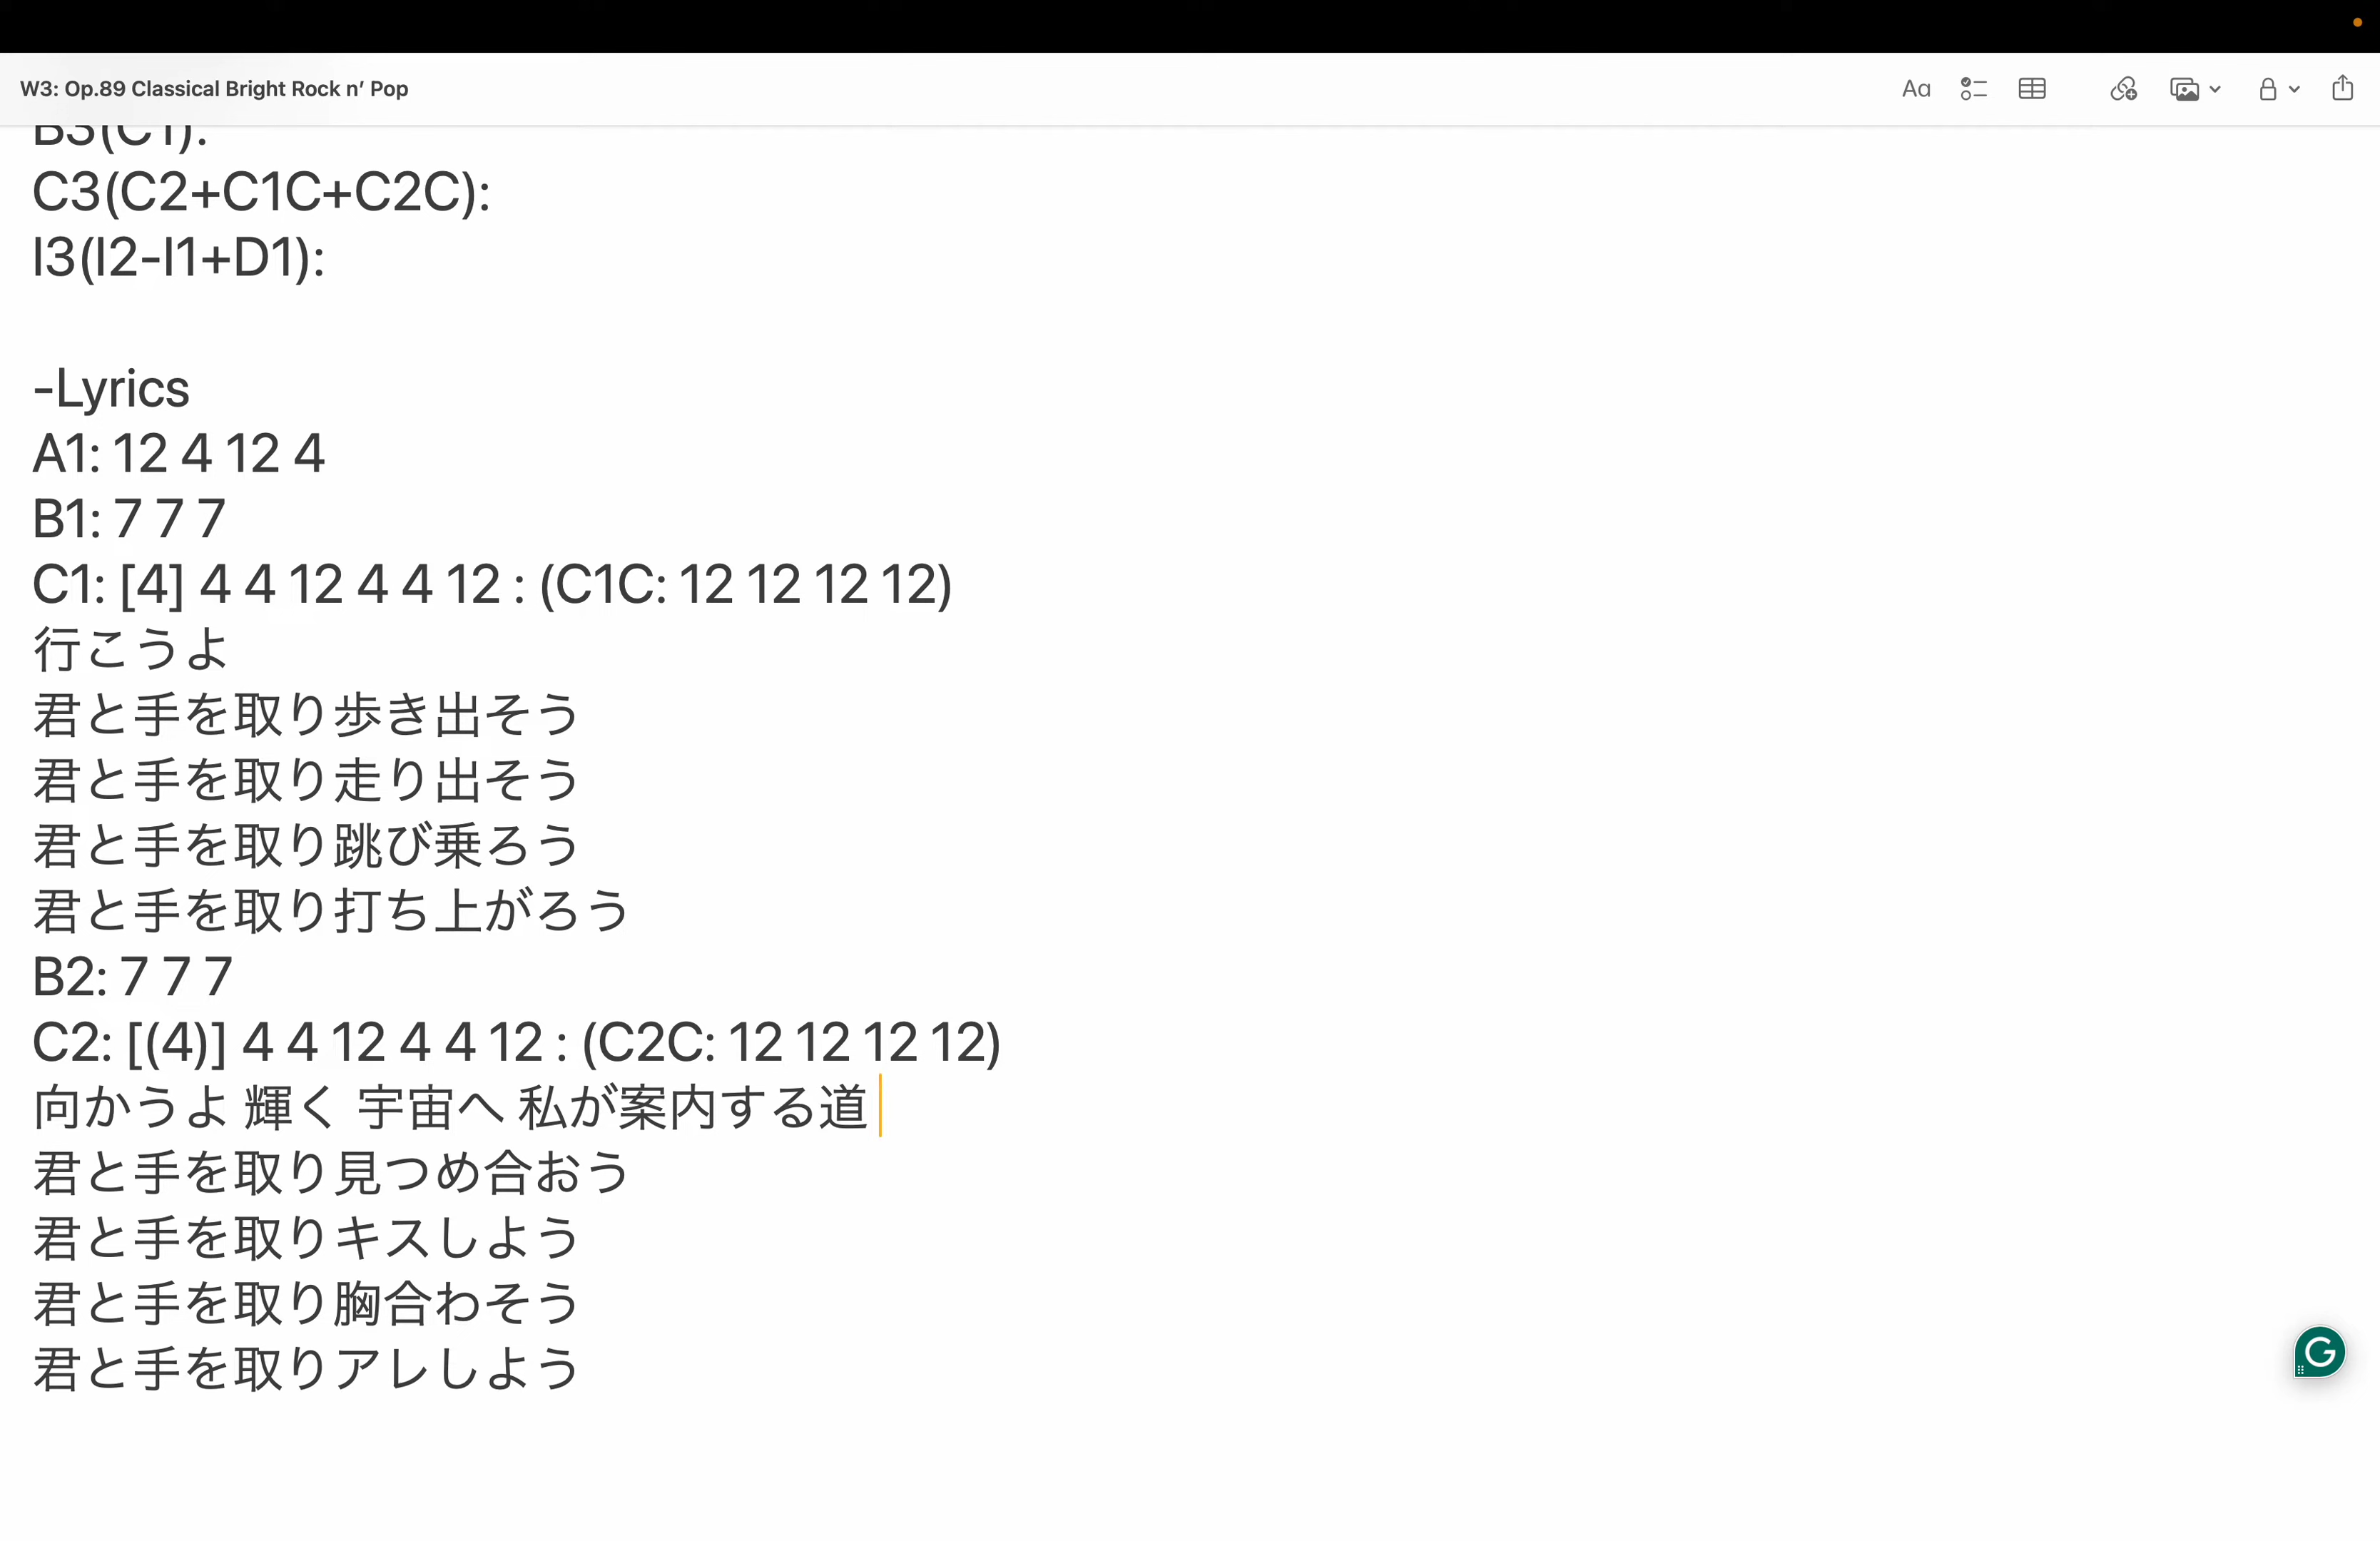 W3: Op.89 Classical Bright Rock n’ Pop
Aa
B3(C1):
C3(C2+C1C+C2C):
I3(I2-I1+D1):
-Lyrics
A1: 12 4 12 4
B1: 7 7 7
C1: [4] 4 4 12 4 4 12 : (C1C: 12 12 12 12)
行こうよ
君と手を取り歩き出そう
君と手を取り走り出そう
君と手を取り跳び乗ろう
君と手を取り打ち上がろう
B2: 7 7 7
C2: [(4)] 4 4 12 4 4 12 : (C2C: 12 12 12 12)
向かうよ 輝く 宇宙へ 私が案内する道
君と手を取り見つめ合おう
君と手を取りキスしよう
君と手を取り胸合わそう
君と手を取りアレしよう